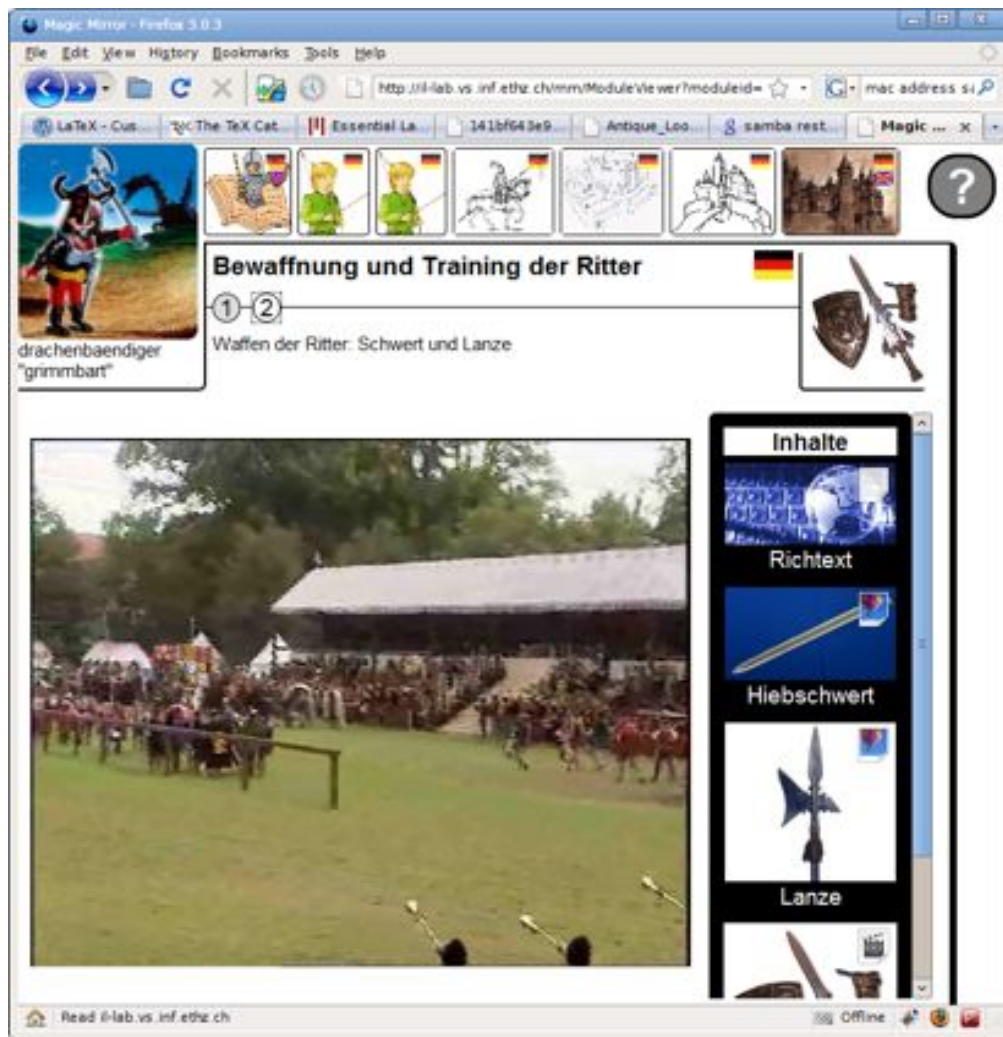 Magic Mirror - Firefox 3.0.3
File Edit View History Bookmarks Tools Help
http://il-lab.vs.inf.ethz.ch/mm/ModuleViewer?moduleid=
mac address s
LaTeX - Cus...
The TeX Cat...
Essential La...
141bf643e9...
Antique_Loo...
samba rest...
Magic ...
?
Bewaffnung und Training der Ritter
1 2
Waffen der Ritter: Schwert und Lanze
drachenbaendiger
"grimmbart"
Inhalte
Richtext
Hiebschwert
Lanze
Read il-lab.vs.inf.ethz.ch
Offline